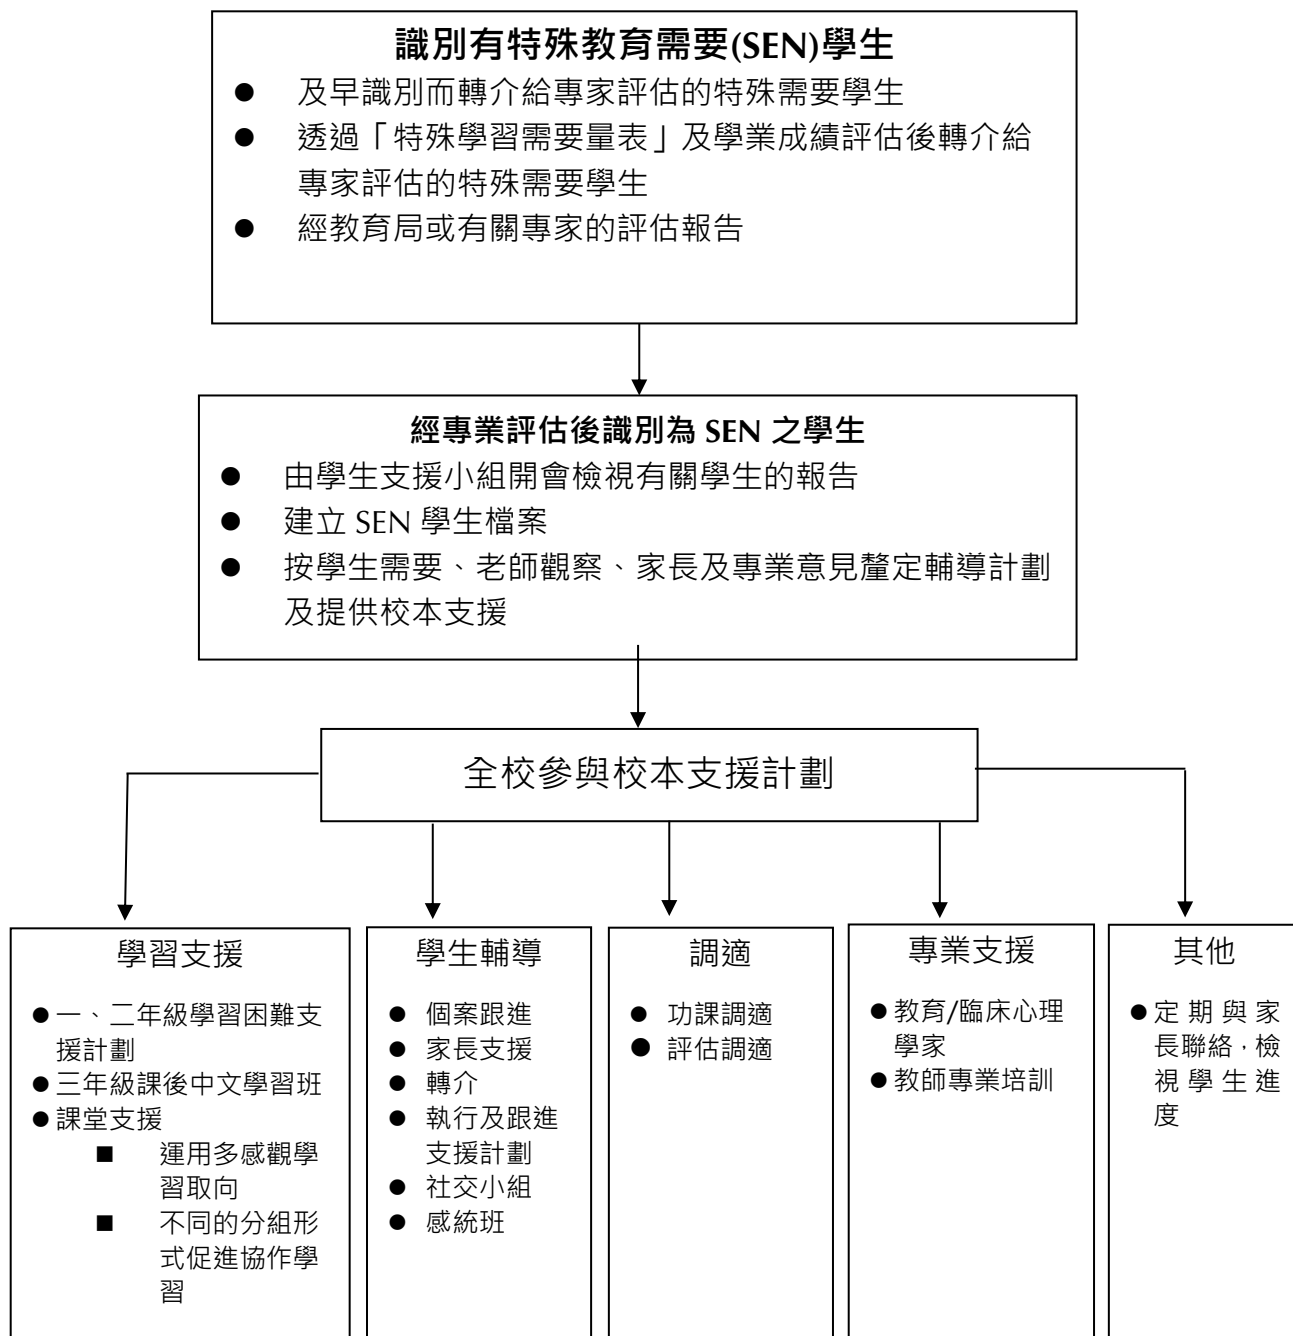 識別有特殊教育需要(SEN)學生
● 及早識別而轉介給專家評估的特殊需要學生
● 透過「特殊學習需要量表」及學業成績評估後轉介給
專家評估的特殊需要學生
● 經教育局或有關專家的評估報告
經專業評估後識別為 SEN 之學生
● 由學生支援小組開會檢視有關學生的報告
● 建立 SEN 學生檔案
● 按學生需要、老師觀察、家長及專業意見釐定輔導計劃
及提供校本支援
全校參與校本支援計劃
學習支援
● 一、二年級學習困難支
援計劃
● 三年級課後中文學習班
● 課堂支援
■ 運用多感觀學
習取向
■ 不同的分組形
式促進協作學
習
學生輔導
● 個案跟進
● 家長支援
● 轉介
● 執行及跟進
支援計劃
● 社交小組
● 感統班
調適
● 功課調適
● 評估調適
專業支援
● 教育/臨床心理
學家
● 教師專業培訓
其他
● 定期與家
長聯絡，檢
視學生進
度